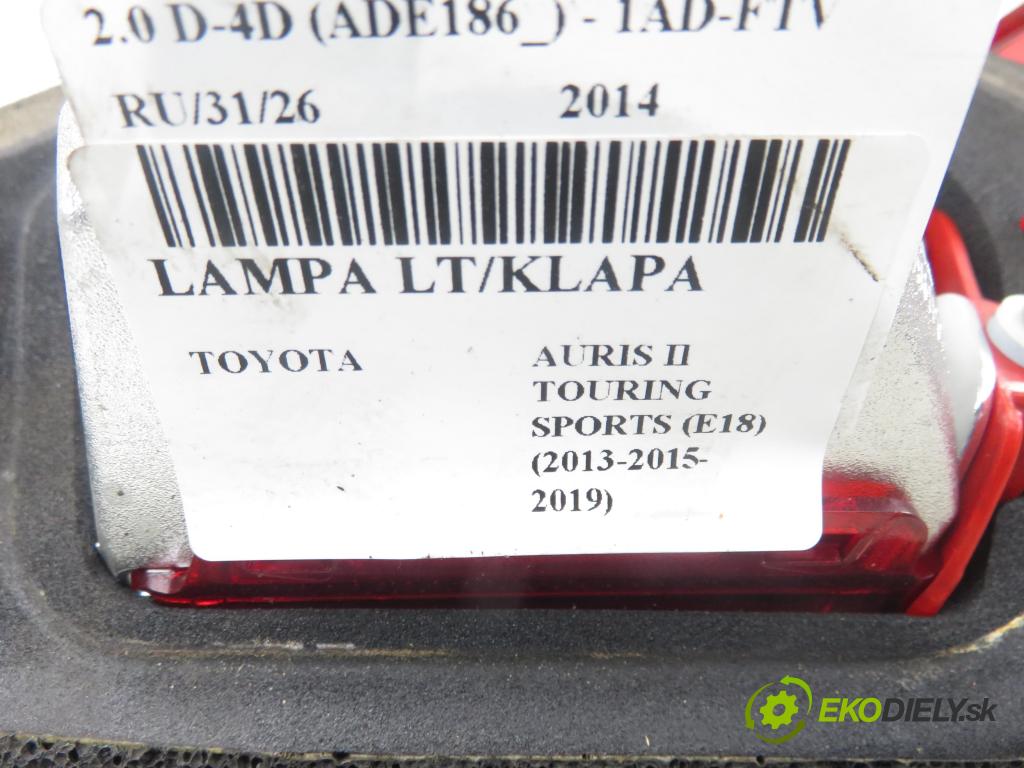 2.0 D-4D (ADE186_) - 1AD-FTV
RU/31/26 2014
LAMPA LT/KLAPA
TOYOTA
AURIS II
TOURING
SPORTS (E18)
(2013-2015-
2019)
EKODIELY.sk